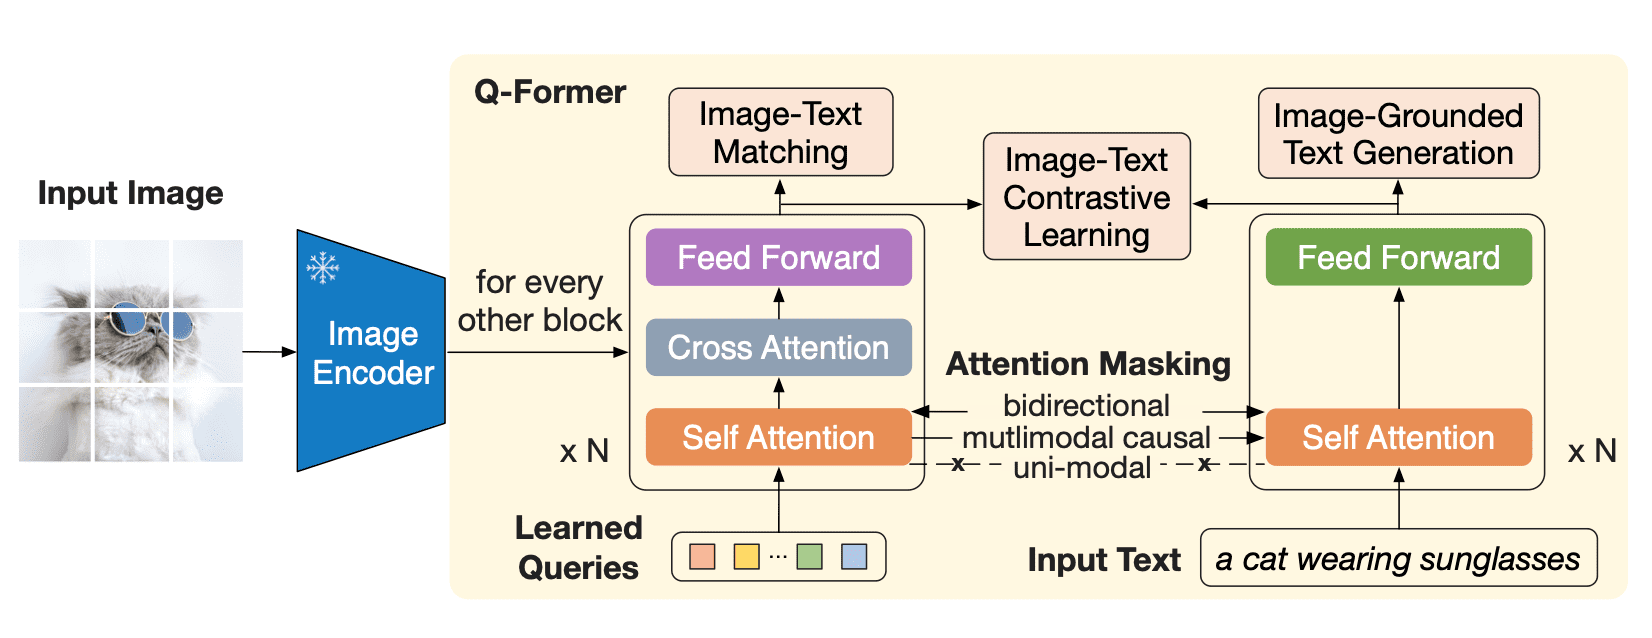 Q-Former
Input Image
Image
Encoder
for every
other block
Image-Text
Matching
Image-Text
Contrastive
Learning
Image-Grounded
Text Generation
Feed Forward
Cross Attention
Self Attention
x N
Attention Masking
bidirectional
mutlimodal causal
x uni-modal x
Feed Forward
Self Attention
x N
Learned
Queries
...
Input Text
a cat wearing sunglasses